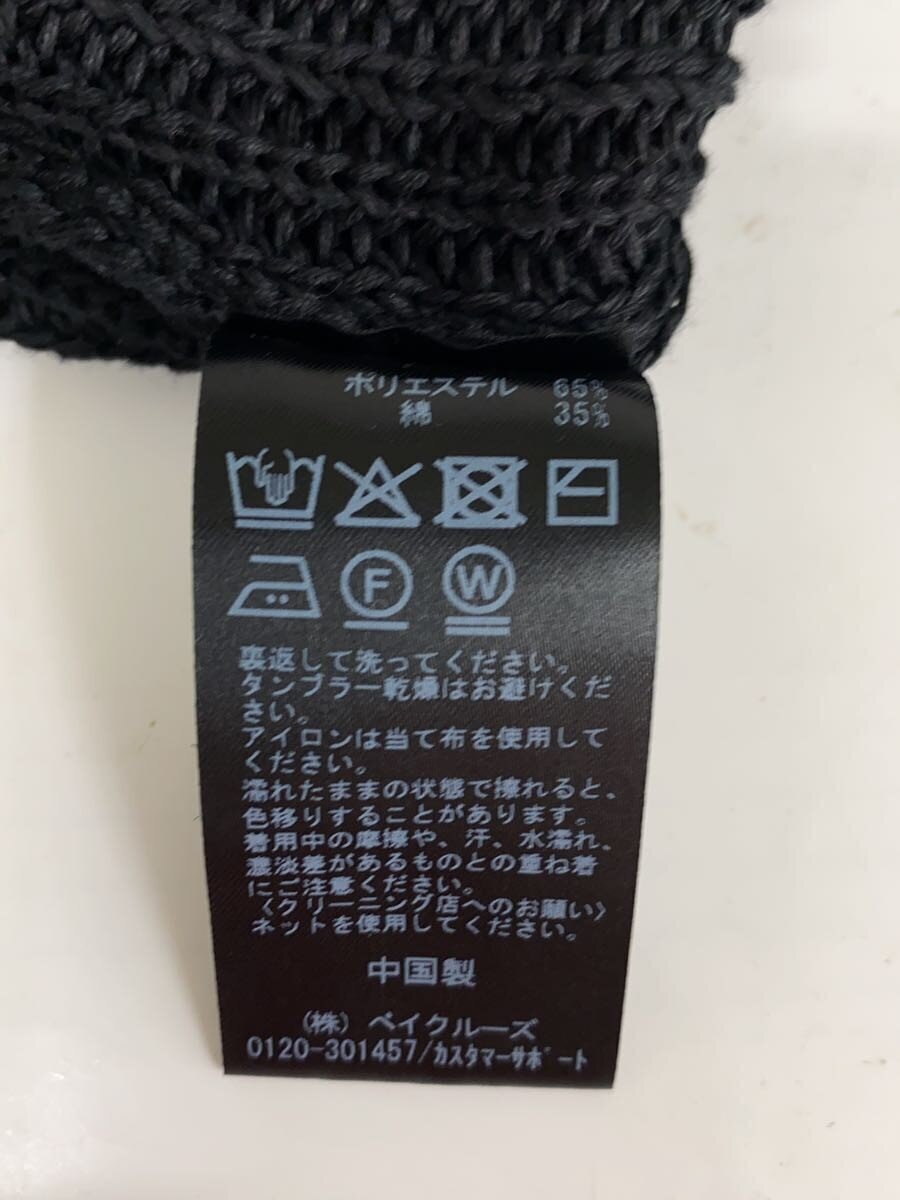 ポリエステル 65%
綿 35%
F W
裏返して洗ってください。
タンブラー乾燥はお避けくだ
さい。
アイロンは当て布を使用して
ください。
濡れたままの状態で擦れると、
色移りすることがあります。
着用中の摩擦や、汗、水濡れ、
濃淡差があるものとの重ね着
にご注意ください。
〈クリーニング店へのお願い〉
ネットを使用してください。
中国製
(株) ベイクルーズ
0120-301457/カスタマーサポート